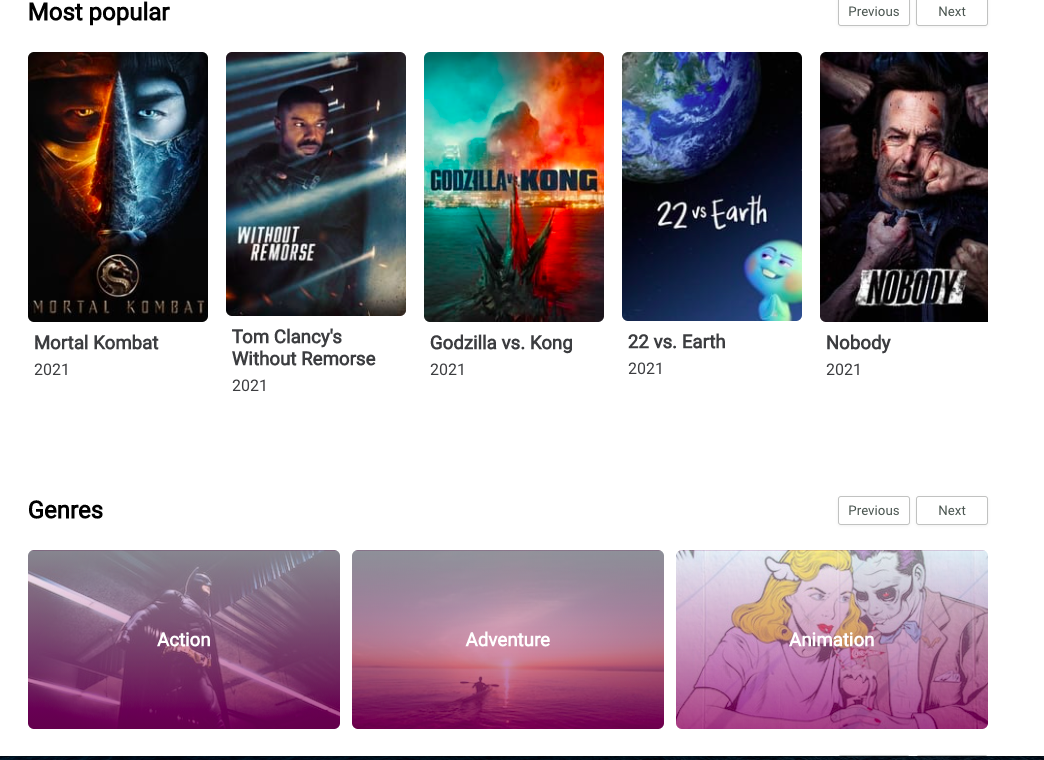 Most popular
Previous
Next
MORTAL KOMBAT
WITHOUT
REMORSE
GODZILLA vs. KONG
22 vs Earth
NOBODY
Mortal Kombat
2021
Tom Clancy's
Without Remorse
2021
Godzilla vs. Kong
2021
22 vs. Earth
2021
Nobody
2021
Genres
Previous
Next
Action
Adventure
Animation